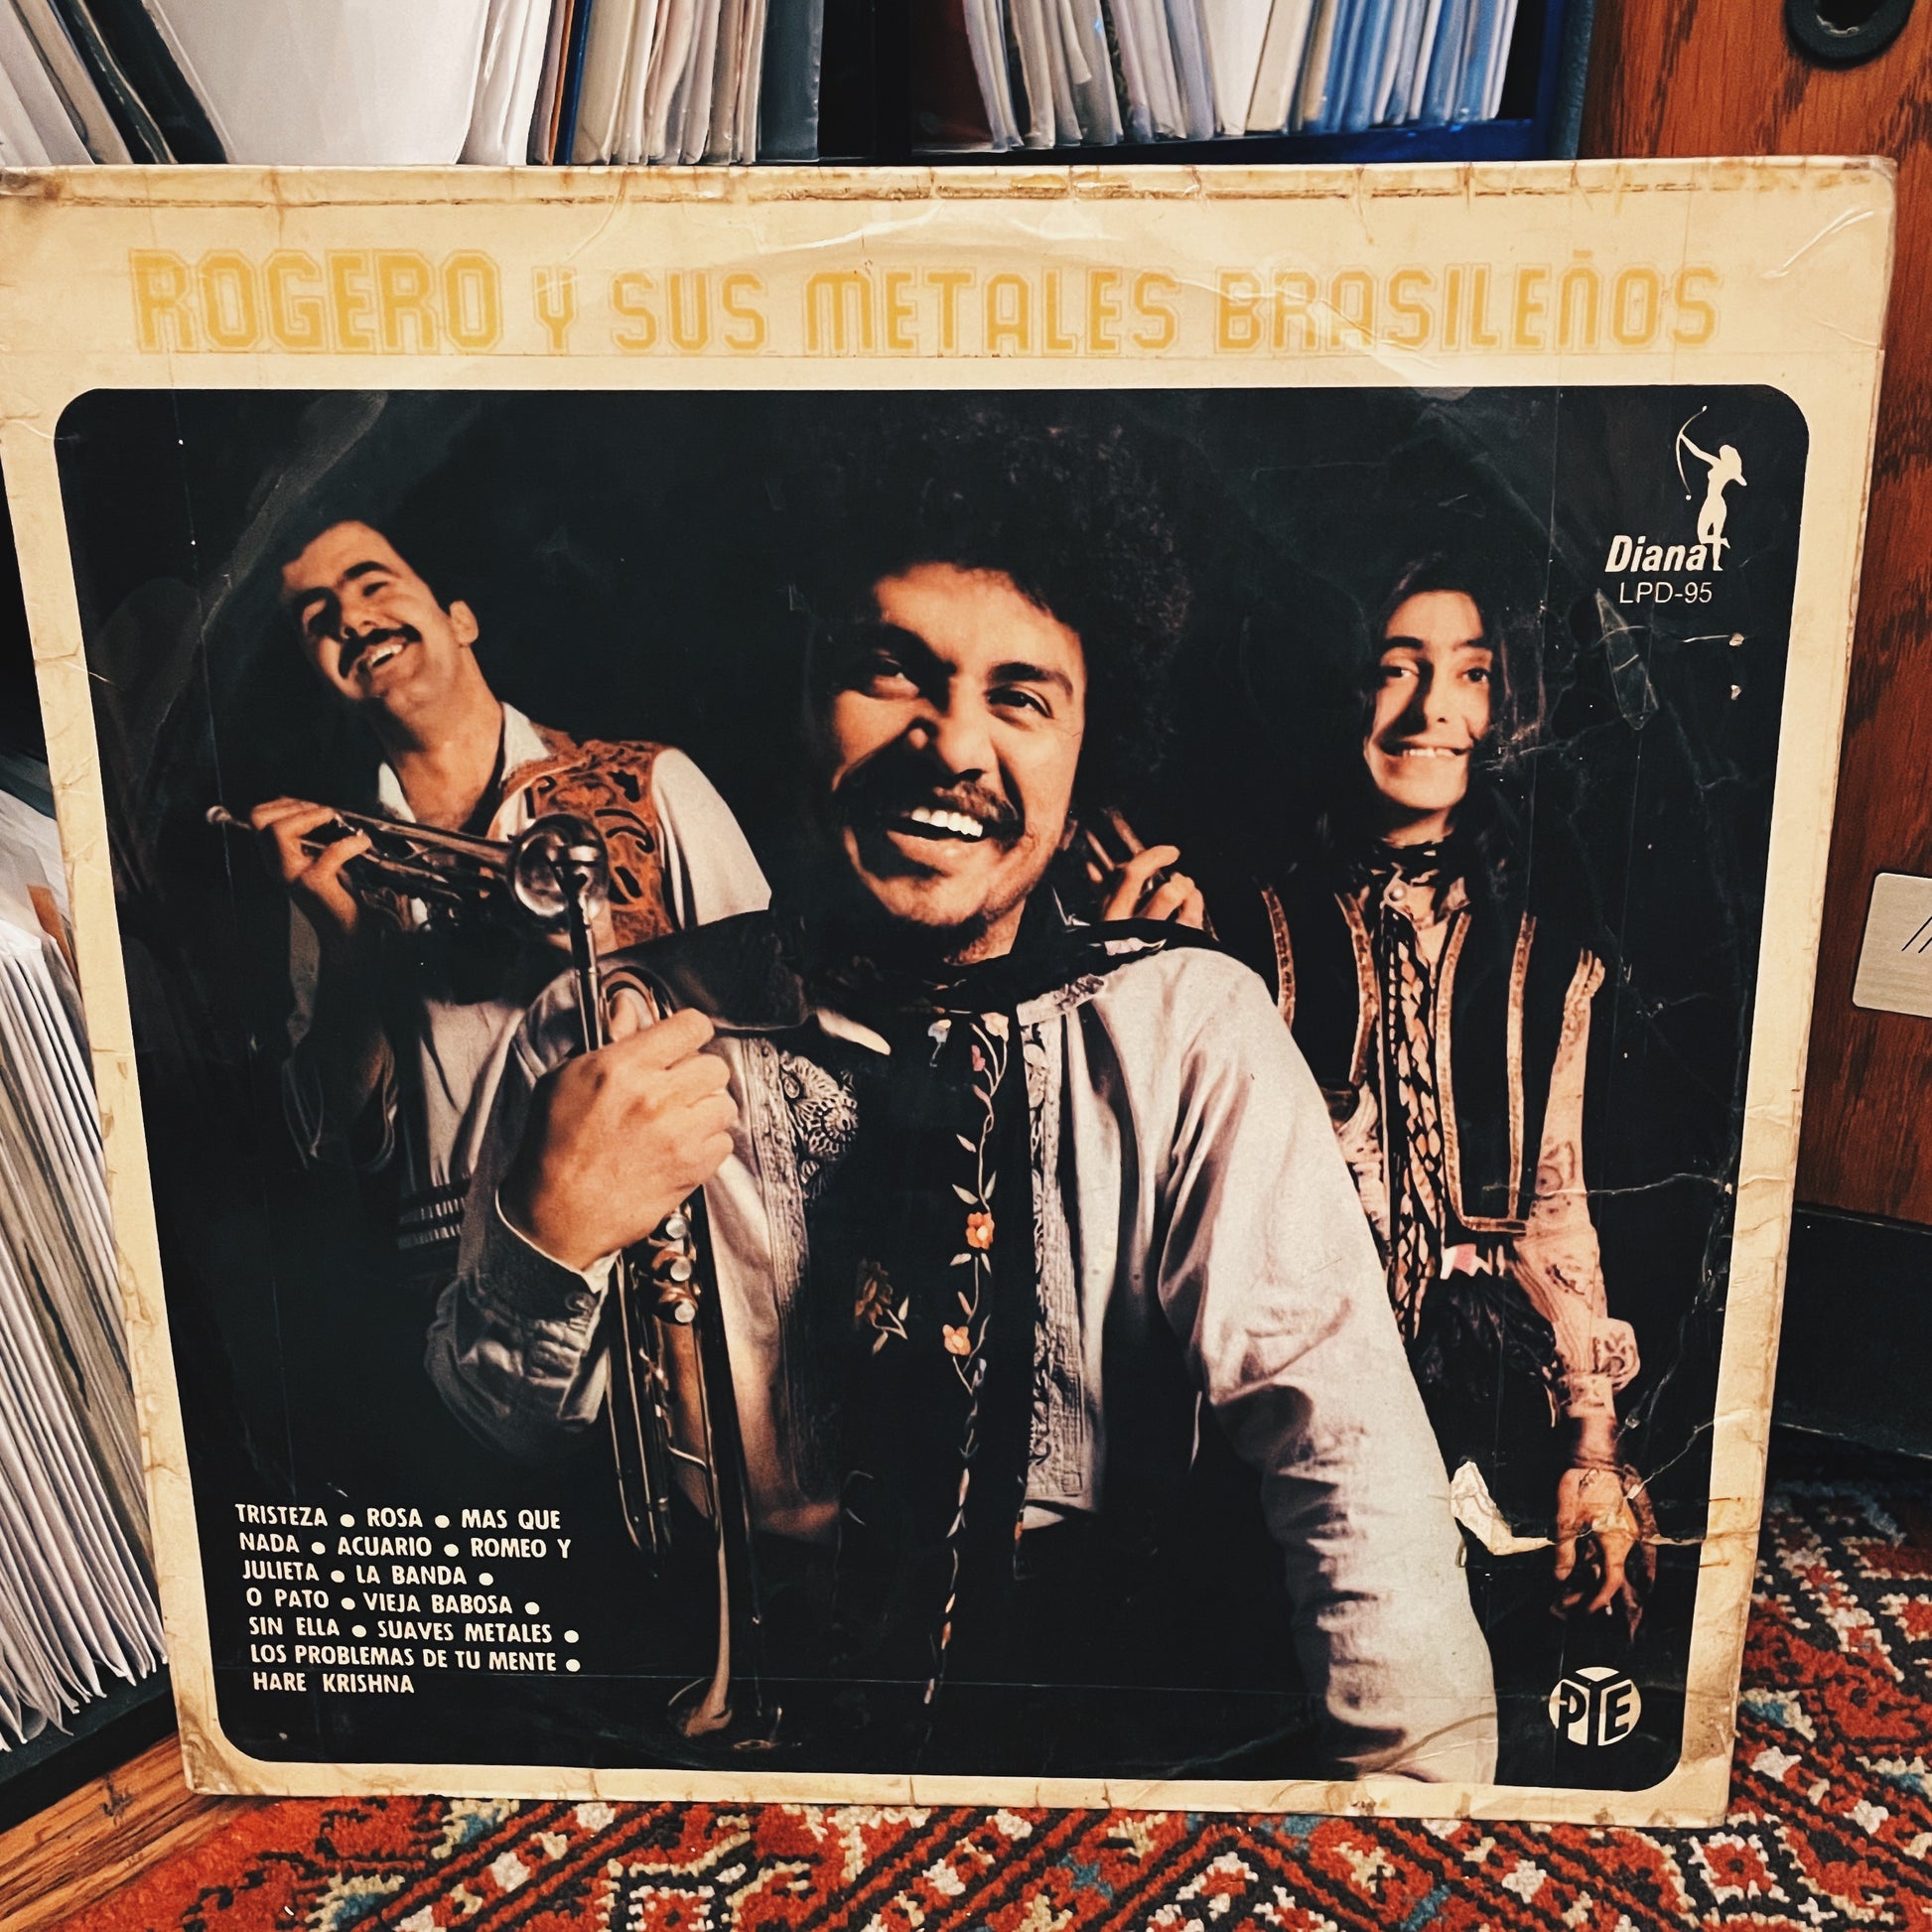 ROGERO Y SUS METALES BRASILEÑOS
Diana
LPD-95
TRISTEZA ● ROSA ● MAS QUE
NADA ● ACUARIO ● ROMEO Y
JULIETA ● LA BANDA ●
O PATO ● VIEJA BABOSA ●
SIN ELLA ● SUAVES METALES ●
LOS PROBLEMAS DE TU MENTE ●
HARE KRISHNA
PYE